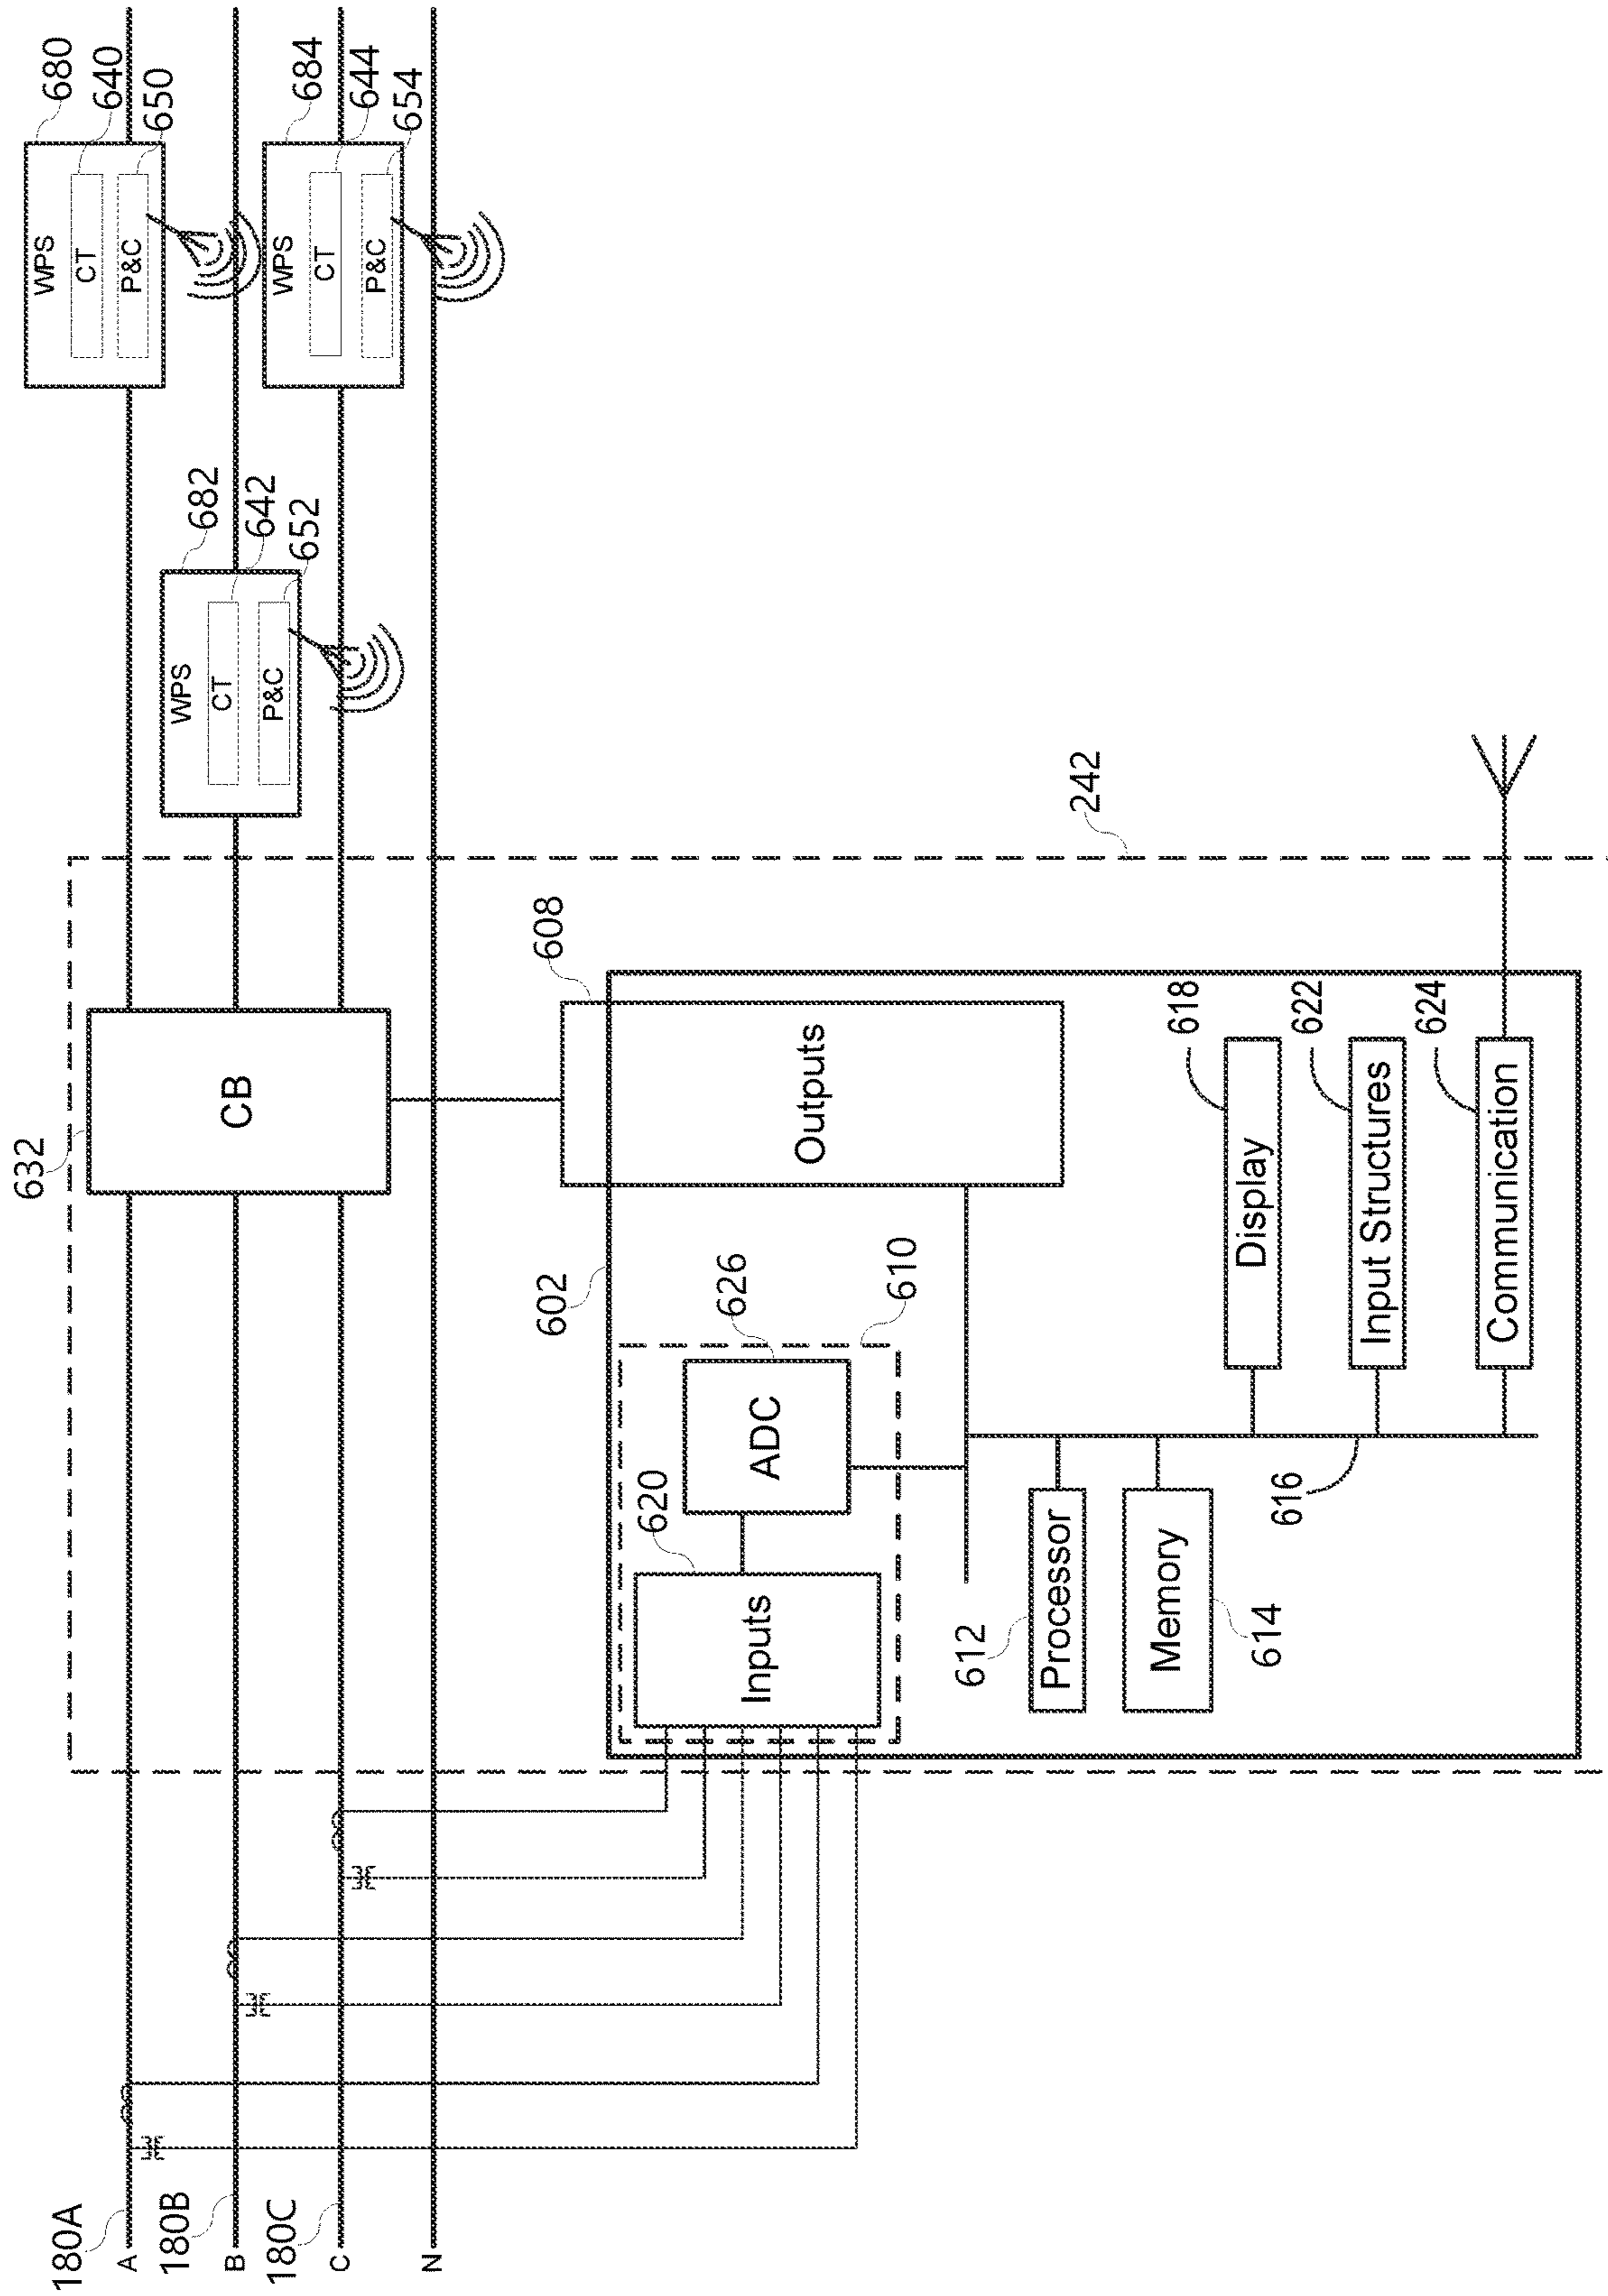 180A
A
180B
B
180C
C
N
632
CB
WPS
CT
P&C
682
642
652
WPS
CT
P&C
680
640
650
WPS
CT
P&C
684
644
654
242
602
608
Outputs
610
620
Inputs
626
ADC
612
Processor
614
Memory
616
618
Display
622
Input Structures
624
Communication